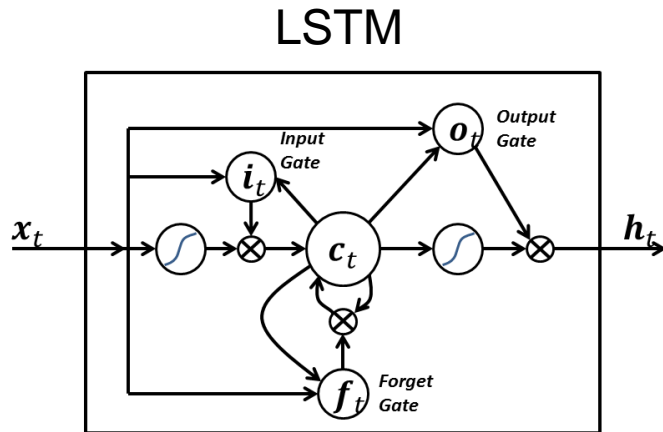 LSTM
Input
Gate
Output
Gate
o_t
i_t
x_t
c_t
h_t
f_t
Forget
Gate